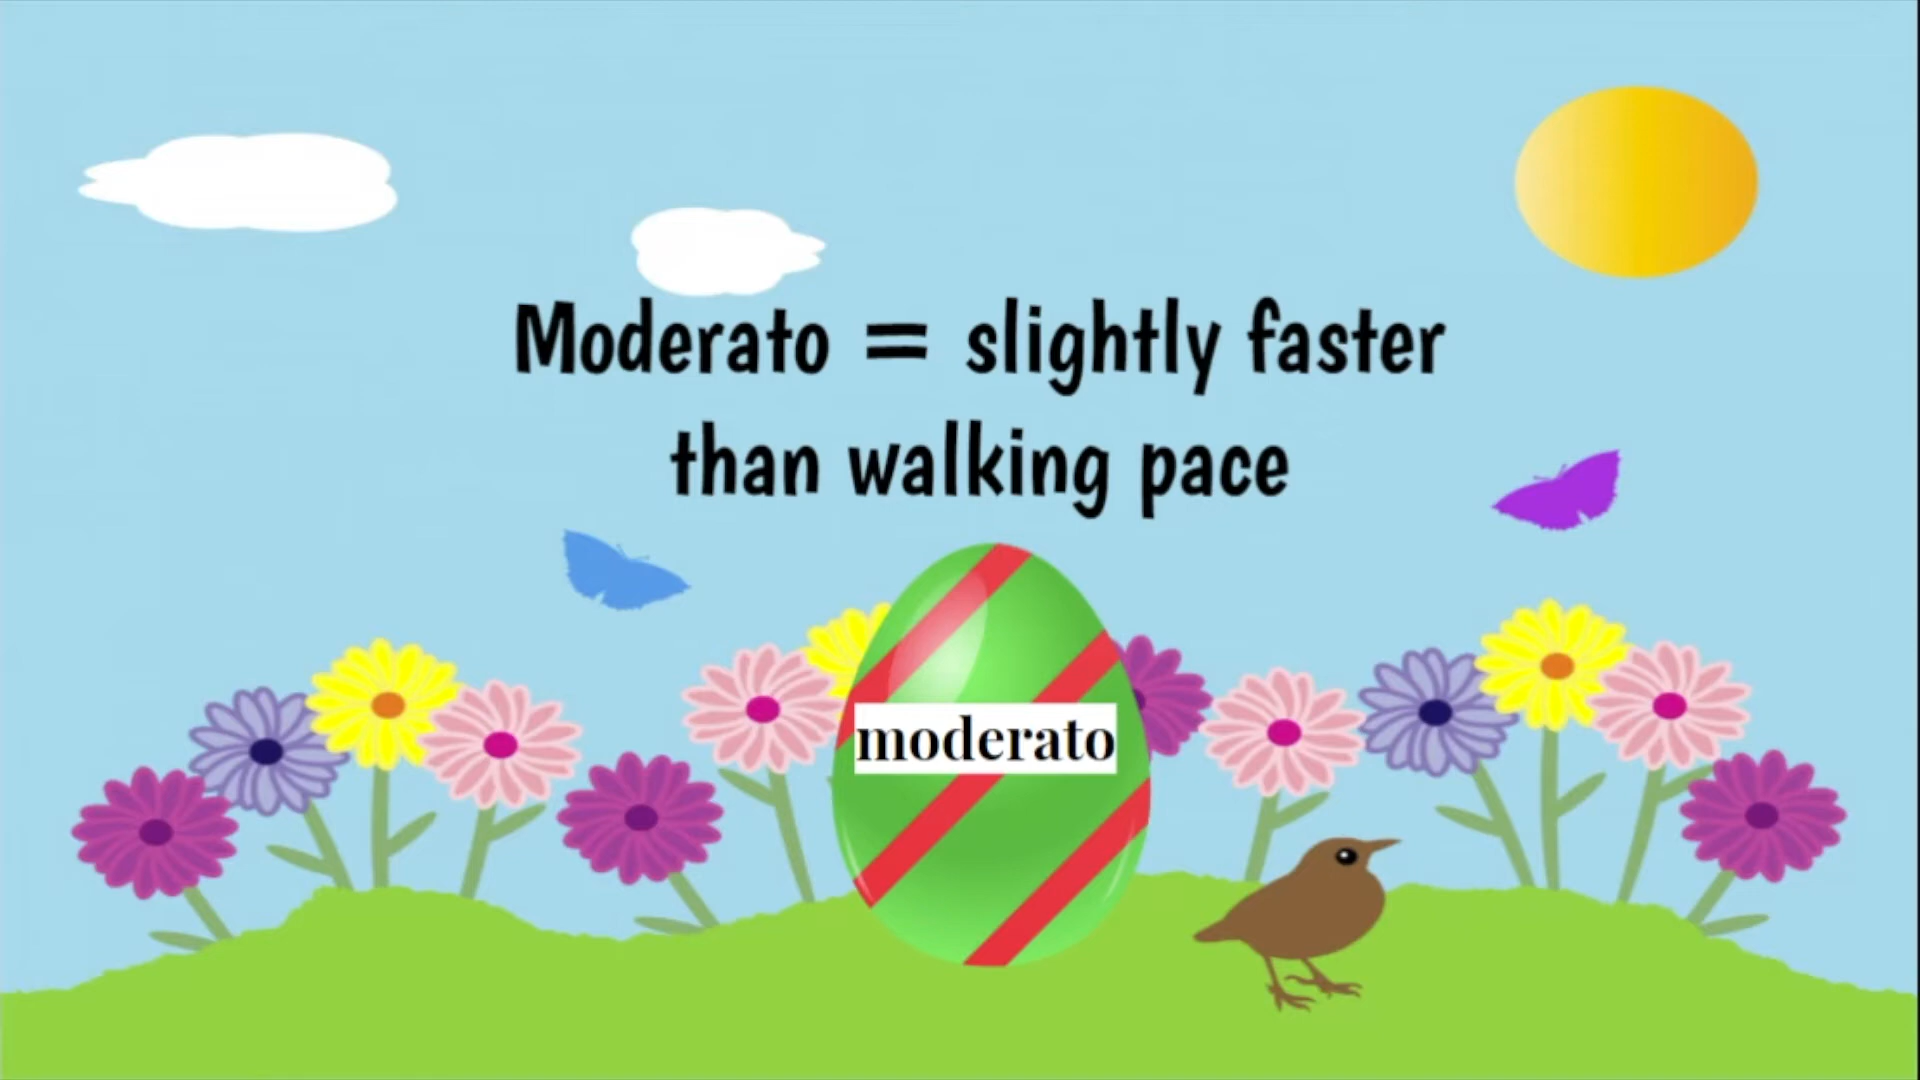 Moderato = slightly faster
than walking pace
moderato